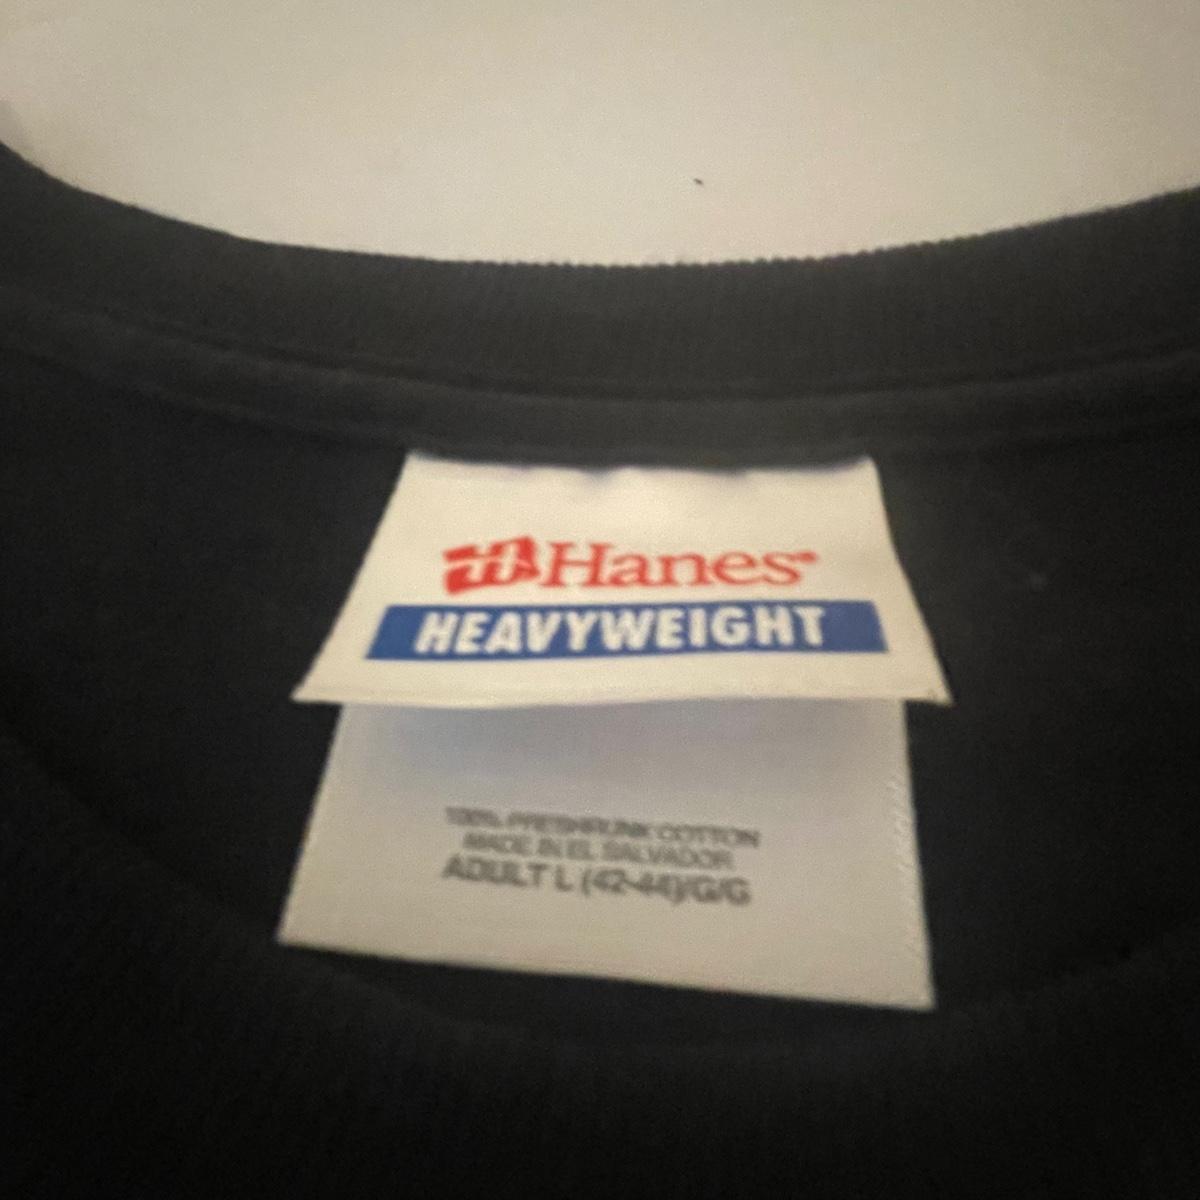 Hanes
HEAVYWEIGHT
100% PRESHRUNK COTTON
MADE IN EL SALVADOR
ADULT L (42-44)/G/G